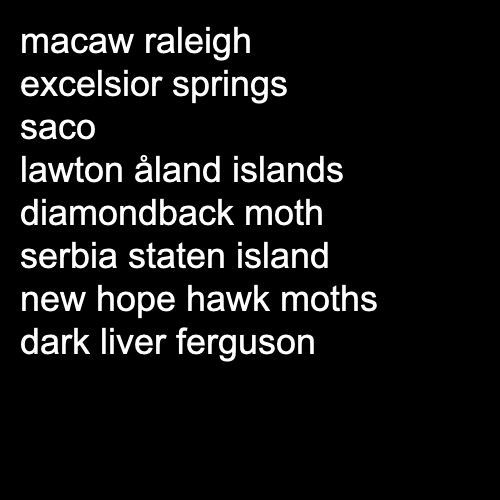 macaw raleigh
excelsior springs
saco
lawton åland islands
diamondback moth
serbia staten island
new hope hawk moths
dark liver ferguson